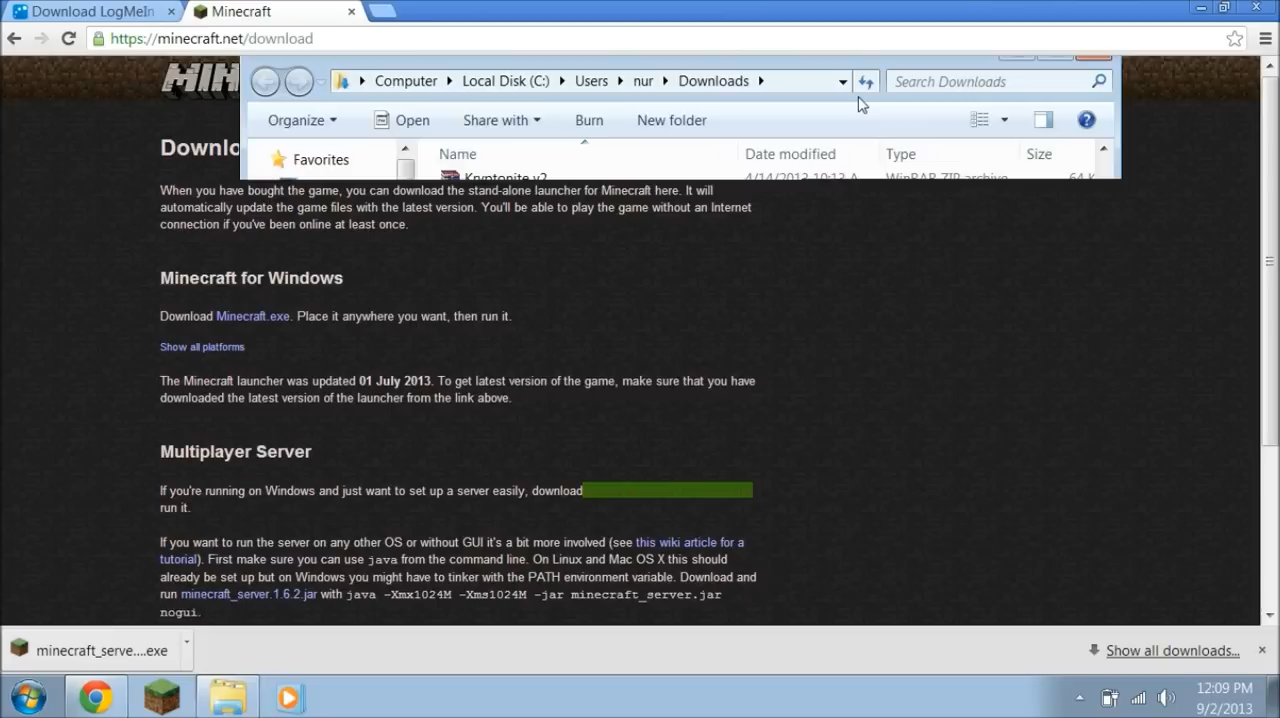 Download LogMeIn
Minecraft
https://minecraft.net/download
Computer Local Disk (C:) Users nur Downloads
Search Downloads
Organize Open Share with Burn New folder
Favorites
Name Date modified Type Size
Kryptonite v2 4/14/2013 10:13 A WinRAR ZIP archive 64 K
When you have bought the game, you can download the stand-alone launcher for Minecraft here. It will
automatically update the game files with the latest version. You'll be able to play the game without an Internet
connection if you've been online at least once.
Minecraft for Windows
Download Minecraft.exe. Place it anywhere you want, then run it.
Show all platforms
The Minecraft launcher was updated 01 July 2013. To get latest version of the game, make sure that you have
downloaded the latest version of the launcher from the link above.
Multiplayer Server
If you're running on Windows and just want to set up a server easily, download
run it.
If you want to run the server on any other OS or without GUI it's a bit more involved (see this wiki article for a
tutorial). First make sure you can use java from the command line. On Linux and Mac OS X this should
already be set up but on Windows you might have to tinker with the PATH environment variable. Download and
run minecraft_server.1.6.2.jar with java -Xmx1024M -Xms1024M -jar minecraft_server.jar
nogui.
minecraft_serve....exe
Show all downloads...
12:09 PM
9/2/2013